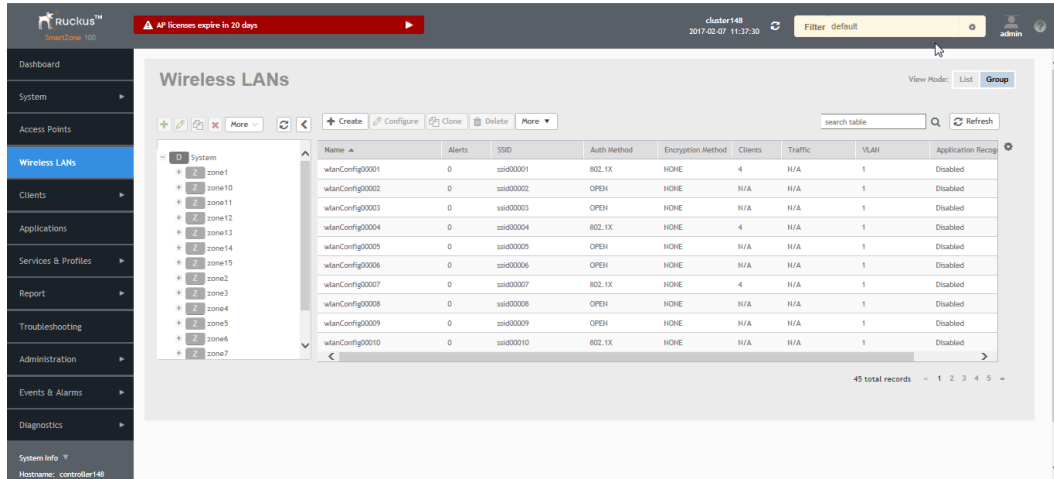 Ruckus™
SmartZone 100
AP licenses expire in 20 days
cluster148
2017-02-07 11:37:30
Filter default
admin
Dashboard
System
Access Points
Wireless LANs
Clients
Applications
Services & Profiles
Report
Troubleshooting
Administration
Events & Alarms
Diagnostics
System Info
Hostname: controller148
Wireless LANs
View Mode: List Group
More
Create Configure Clone Delete More
search table
Refresh
D System
Z zone1
Z zone10
Z zone11
Z zone12
Z zone13
Z zone14
Z zone15
Z zone2
Z zone3
Z zone4
Z zone5
Z zone6
Z zone7
Name Alerts SSID Auth Method Encryption Method Clients Traffic VLAN Application Recog
wlanConfig00001 0 ssid00001 802.1X NONE 4 N/A 1 Disabled
wlanConfig00002 0 ssid00002 OPEN NONE N/A N/A 1 Disabled
wlanConfig00003 0 ssid00003 OPEN NONE N/A N/A 1 Disabled
wlanConfig00004 0 ssid00004 802.1X NONE 4 N/A 1 Disabled
wlanConfig00005 0 ssid00005 OPEN NONE N/A N/A 1 Disabled
wlanConfig00006 0 ssid00006 OPEN NONE N/A N/A 1 Disabled
wlanConfig00007 0 ssid00007 802.1X NONE 4 N/A 1 Disabled
wlanConfig00008 0 ssid00008 OPEN NONE N/A N/A 1 Disabled
wlanConfig00009 0 ssid00009 OPEN NONE N/A N/A 1 Disabled
wlanConfig00010 0 ssid00010 802.1X NONE N/A N/A 1 Disabled
45 total records « 1 2 3 4 5 »